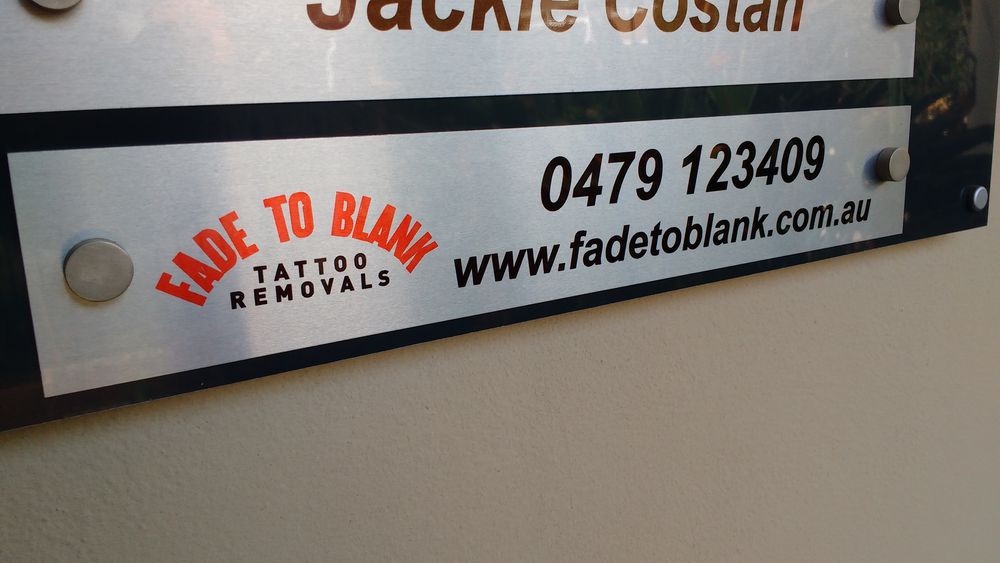 Jackie Costan
FADE TO BLANK
TATTOO
REMOVALS
0479 123409
www.fadetoblank.com.au